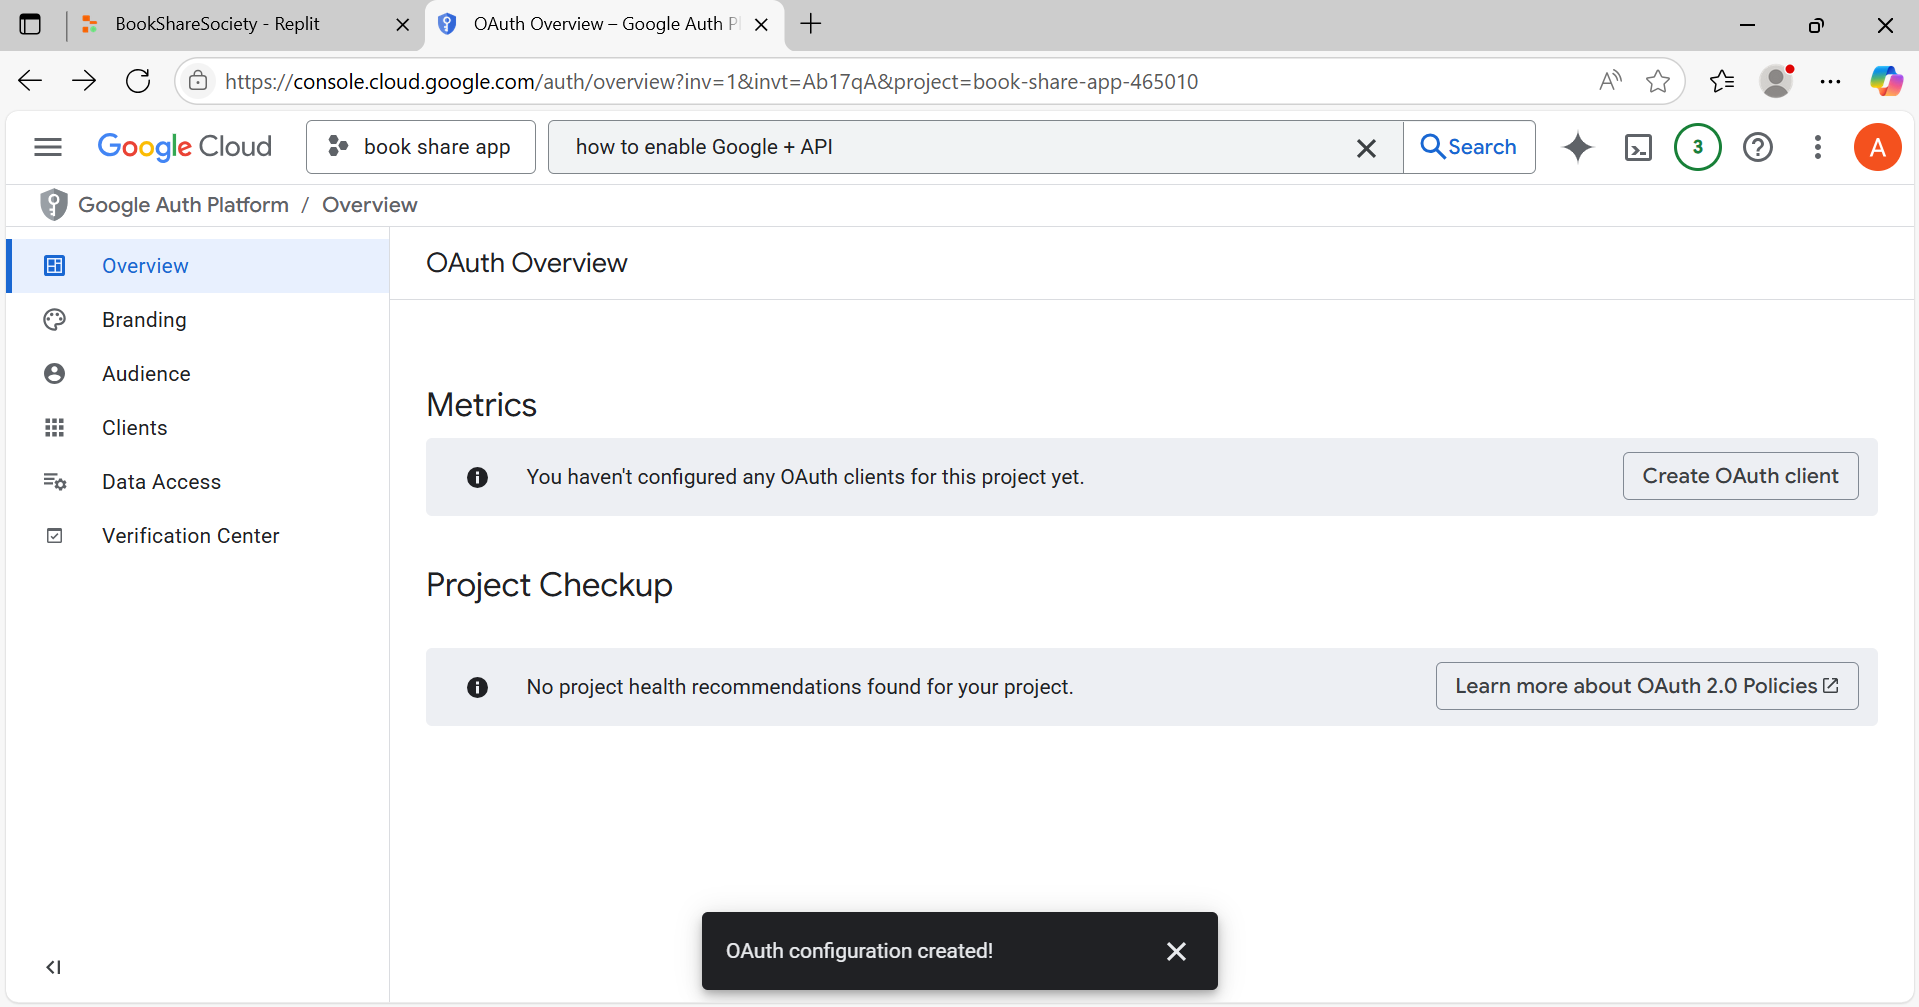 BookShareSociety - Replit
OAuth Overview – Google Auth P
https://console.cloud.google.com/auth/overview?inv=1&invt=Ab17qA&project=book-share-app-465010
Google Cloud
book share app
how to enable Google + API
Search
3
A
Google Auth Platform / Overview
Overview
Branding
Audience
Clients
Data Access
Verification Center
OAuth Overview
Metrics
You haven't configured any OAuth clients for this project yet.
Create OAuth client
Project Checkup
No project health recommendations found for your project.
Learn more about OAuth 2.0 Policies
OAuth configuration created!